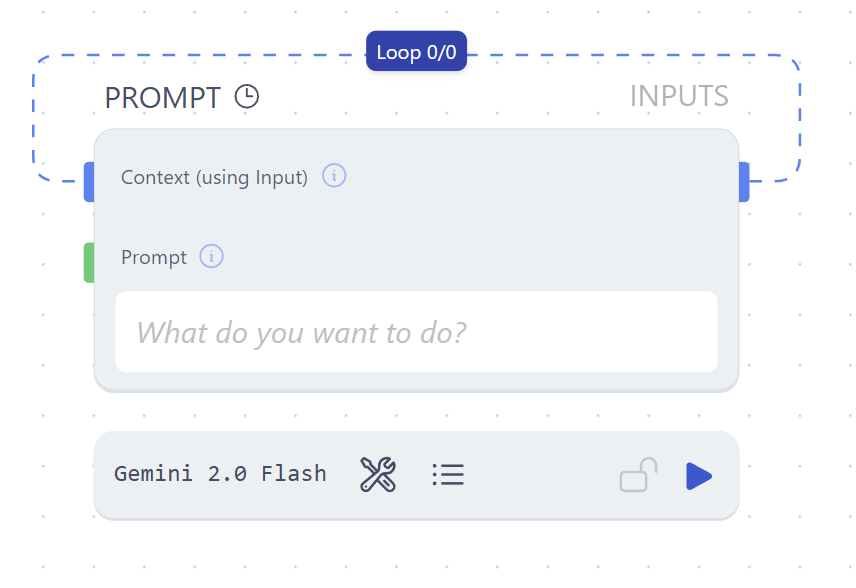 Loop 0/0
PROMPT INPUTS
Context (using Input)
Prompt
What do you want to do?
Gemini 2.0 Flash